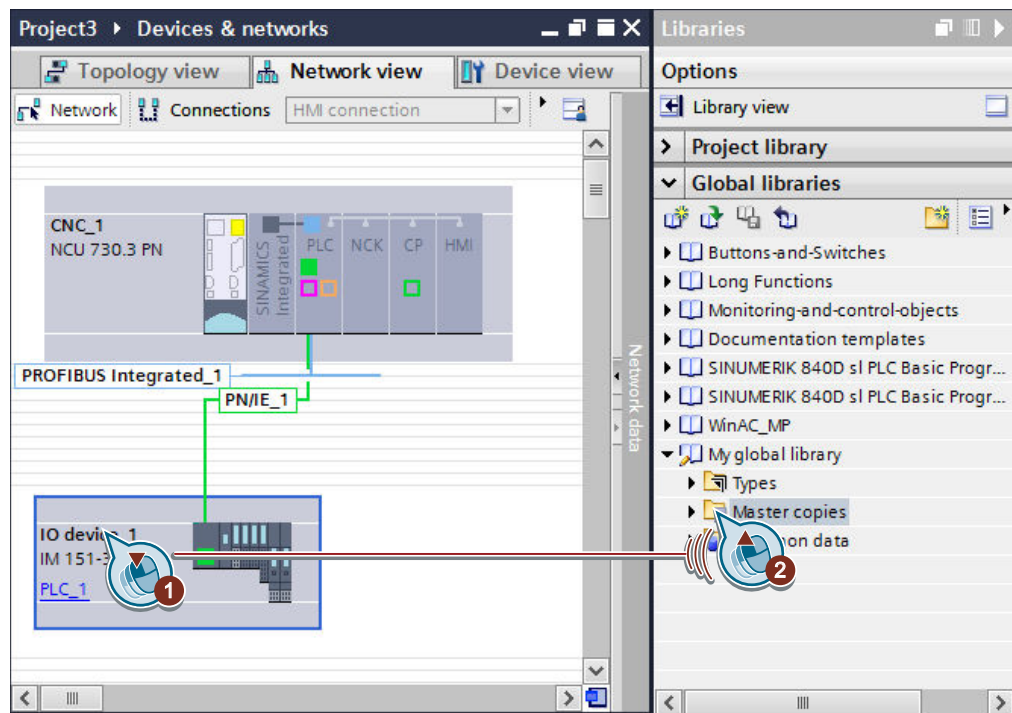 Project3 Devices & networks
Topology view Network view Device view
Network Connections HMI connection
CNC_1
NCU 730.3 PN
SINAMICS
Integrated
PLC NCK CP HMI
PROFIBUS Integrated_1
PN/IE_1
IO device_1
IM 151-3
PLC_1
1
Network data
Libraries
Options
Library view
Project library
Global libraries
Buttons-and-Switches
Long Functions
Monitoring-and-control-objects
Documentation templates
SINUMERIK 840D sl PLC Basic Progr...
SINUMERIK 840D sl PLC Basic Progr...
WinAC_MP
My global library
Types
Master copies
data
2